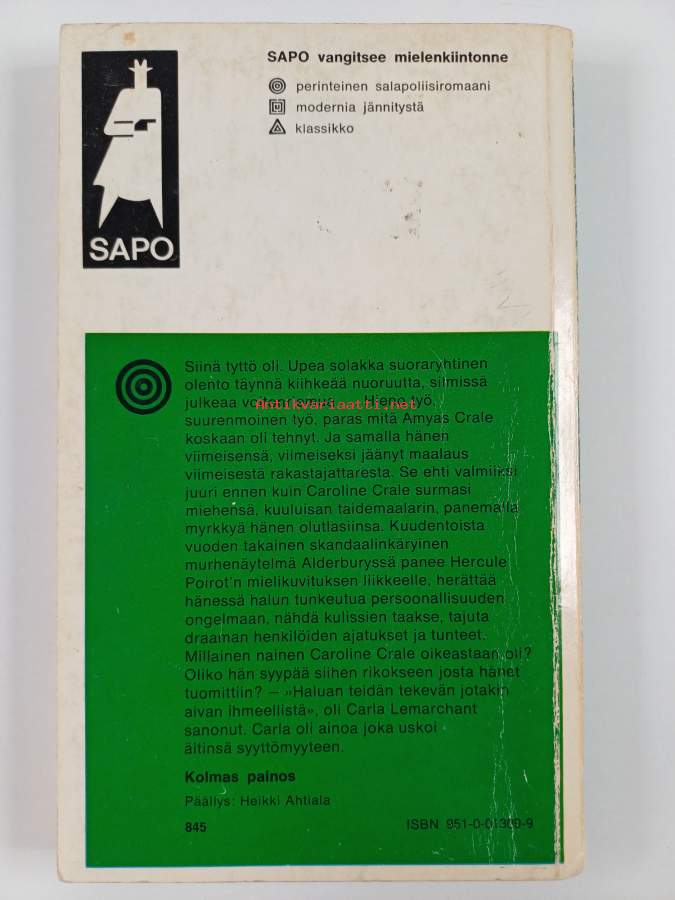 SAPO vangitsee mielenkiintonne
perinteinen salapoliisiromaani
modernia jännitystä
klassikko
SAPO
Siinä tyttö oli. Upea solakka suoraryhtinen
olento täynnä kiihkeää nuoruutta, silmissä
julkeaa Hieno työ,
Antikvariaatti.net
suurenmoinen työ, paras mitä Amyas Crale
koskaan oli tehnyt. Ja samalla hänen
viimeisensä, viimeiseksi jäänyt maalaus
viimeisestä rakastajattaresta. Se ehti valmiiksi
juuri ennen kuin Caroline Crale surmasi
miehensä, kuuluisan taidemaalarin, panemalla
myrkkyä hänen olutlasiinsa. Kuudentoista
vuoden takainen skandaalinkäryinen
murhenäytelmä Alderburyssä panee Hercule
Poirot'n mielikuvituksen liikkeelle, herättää
hänessä halun tunkeutua persoonallisuuden
ongelmaan, nähdä kulissien taakse, tajuta
draaman henkilöiden ajatukset ja tunteet.
Millainen nainen Caroline Crale oikeastaan oli?
Oliko hän syypää siihen rikokseen josta hänet
tuomittiin? – »Haluan teidän tekevän jotakin
aivan ihmeellistä», oli Carla Lemarchant
sanonut. Carla oli ainoa joka uskoi
äitinsä syyttömyyteen.
Kolmas painos
Päällys: Heikki Ahtiala
845
ISBN